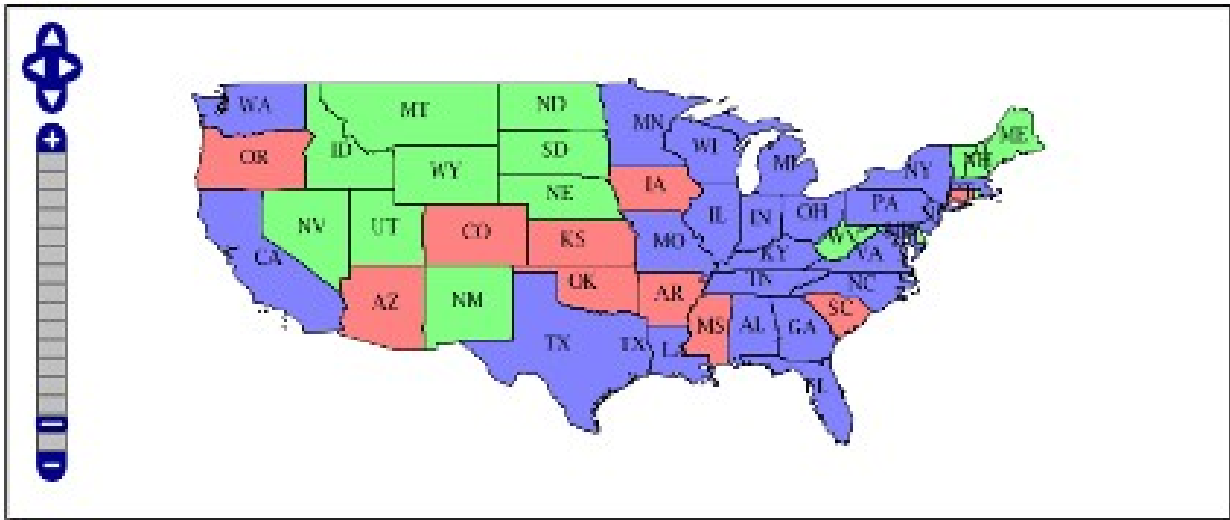 WA
MT
ND
MN
ME
OR
ID
SD
WI
MI
NY
NH
WY
NE
IA
PA
NV
UT
CO
KS
MO
IL
IN
OH
WV
VA
CA
KY
AZ
NM
OK
AR
TN
NC
TX
TX
LA
MS
AL
GA
SC
FL
+